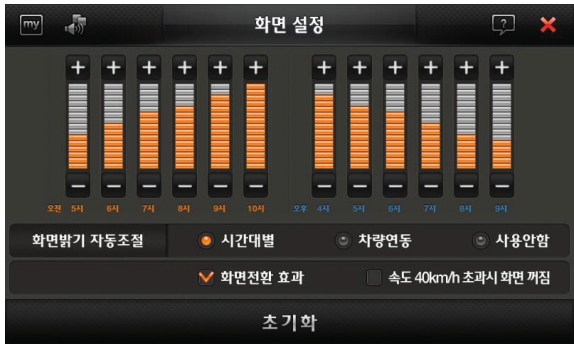 my 화면 설정 ?
오전 5시 6시 7시 8시 9시 10시 오후 4시 5시 6시 7시 8시 9시
화면밝기 자동조절 시간대별 차량연동 사용안함
화면전환 효과 속도 40km/h 초과시 화면 꺼짐
초기화